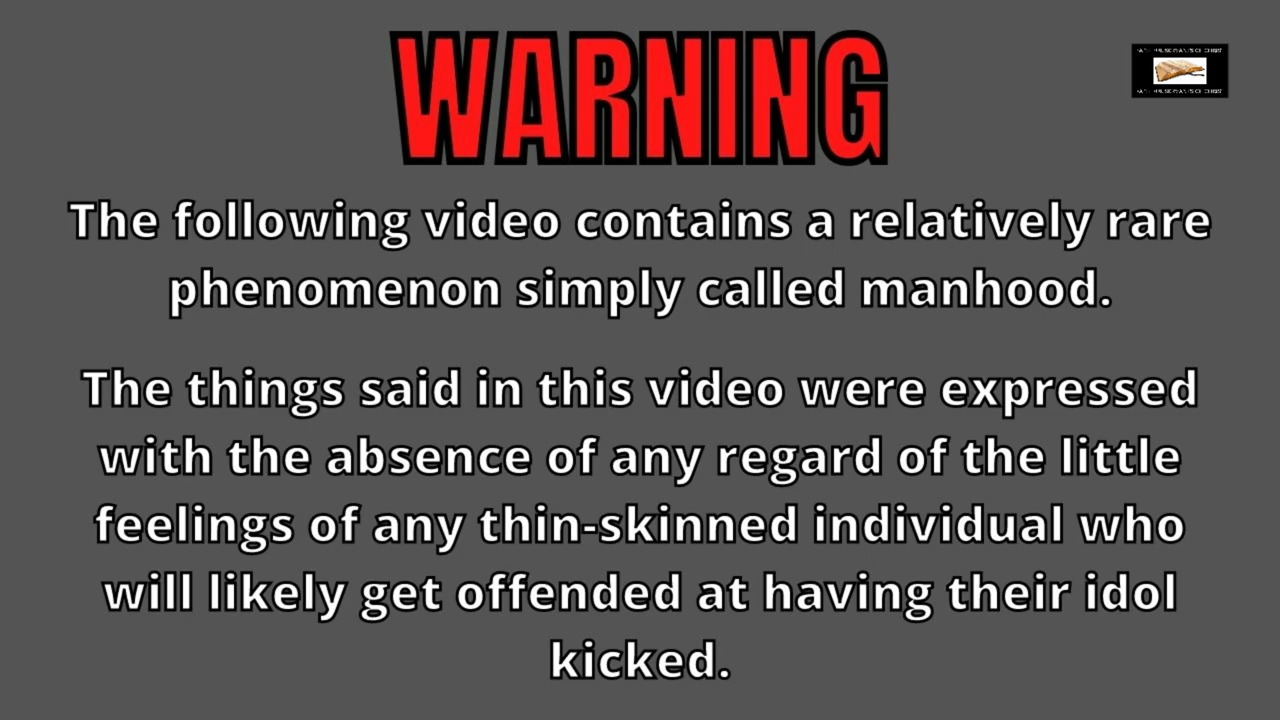 WARNING
The following video contains a relatively rare
phenomenon simply called manhood.
The things said in this video were expressed
with the absence of any regard of the little
feelings of any thin-skinned individual who
will likely get offended at having their idol
kicked.